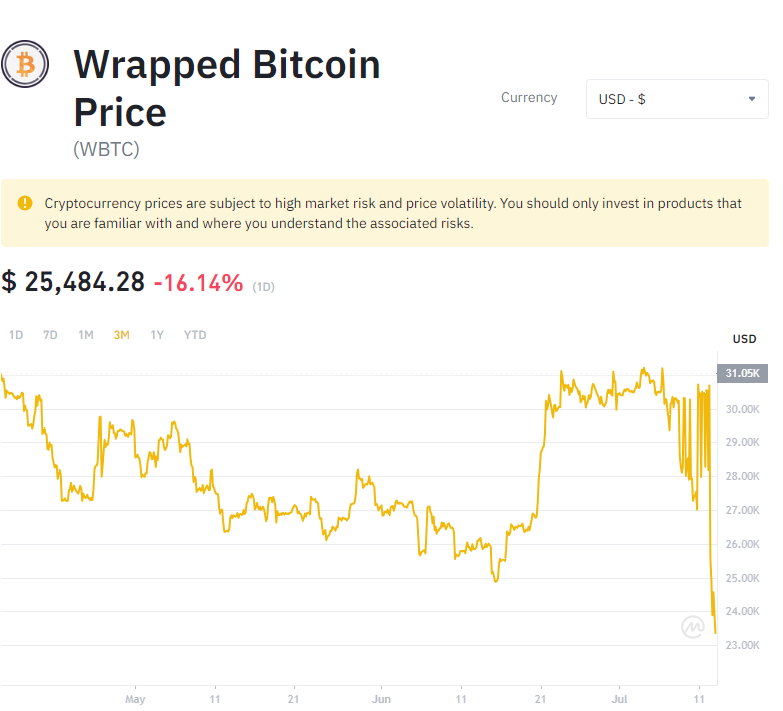 Wrapped Bitcoin
Price
(WBTC)
Currency
USD - $
Cryptocurrency prices are subject to high market risk and price volatility. You should only invest in products that
you are familiar with and where you understand the associated risks.
$ 25,484.28 -16.14% (1D)
1D 7D 1M 3M 1Y YTD
USD
31.05K
30.00K
29.00K
28.00K
27.00K
26.00K
25.00K
24.00K
23.00K
May 11 21 Jun 11 21 Jul 11